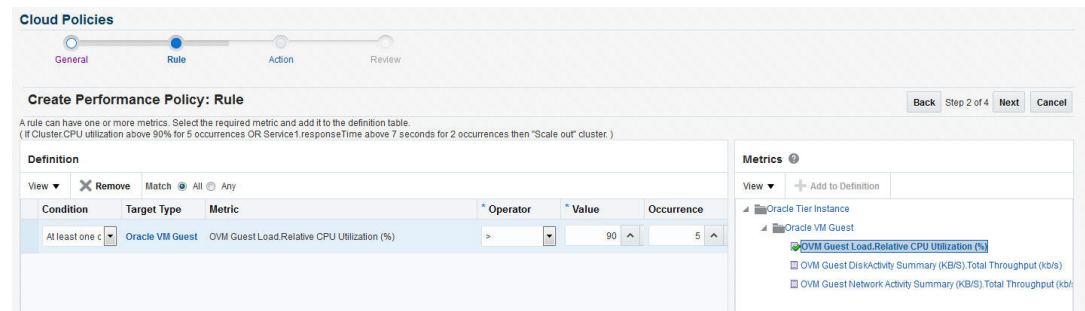 Cloud Policies
General Rule Action Review
Create Performance Policy: Rule
Back Step 2 of 4 Next Cancel
A rule can have one or more metrics. Select the required metric and add it to the definition table.
( If Cluster.CPU utilization above 90% for 5 occurrences OR Service1.responseTime above 7 seconds for 2 occurrences then "Scale out" cluster. )
Definition
View Remove Match All Any
Condition Target Type Metric * Operator * Value Occurrence
At least one c Oracle VM Guest OVM Guest Load.Relative CPU Utilization (%) > 90 5
Metrics
View Add to Definition
Oracle Tier Instance
Oracle VM Guest
OVM Guest Load.Relative CPU Utilization (%)
OVM Guest DiskActivity Summary (KB/S).Total Throughput (kb/s)
OVM Guest Network Activity Summary (KB/S).Total Throughput (kb/